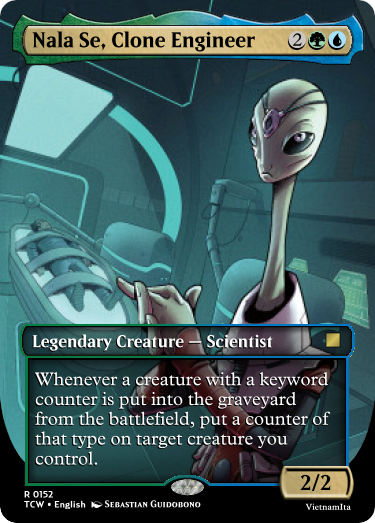 Nala Se, Clone Engineer 2
Legendary Creature — Scientist
Whenever a creature with a keyword
counter is put into the graveyard
from the battlefield, put a counter of
that type on target creature you
control.
2/2
R 0152
TCW • English Sebastian Guidobono
VietnamIta